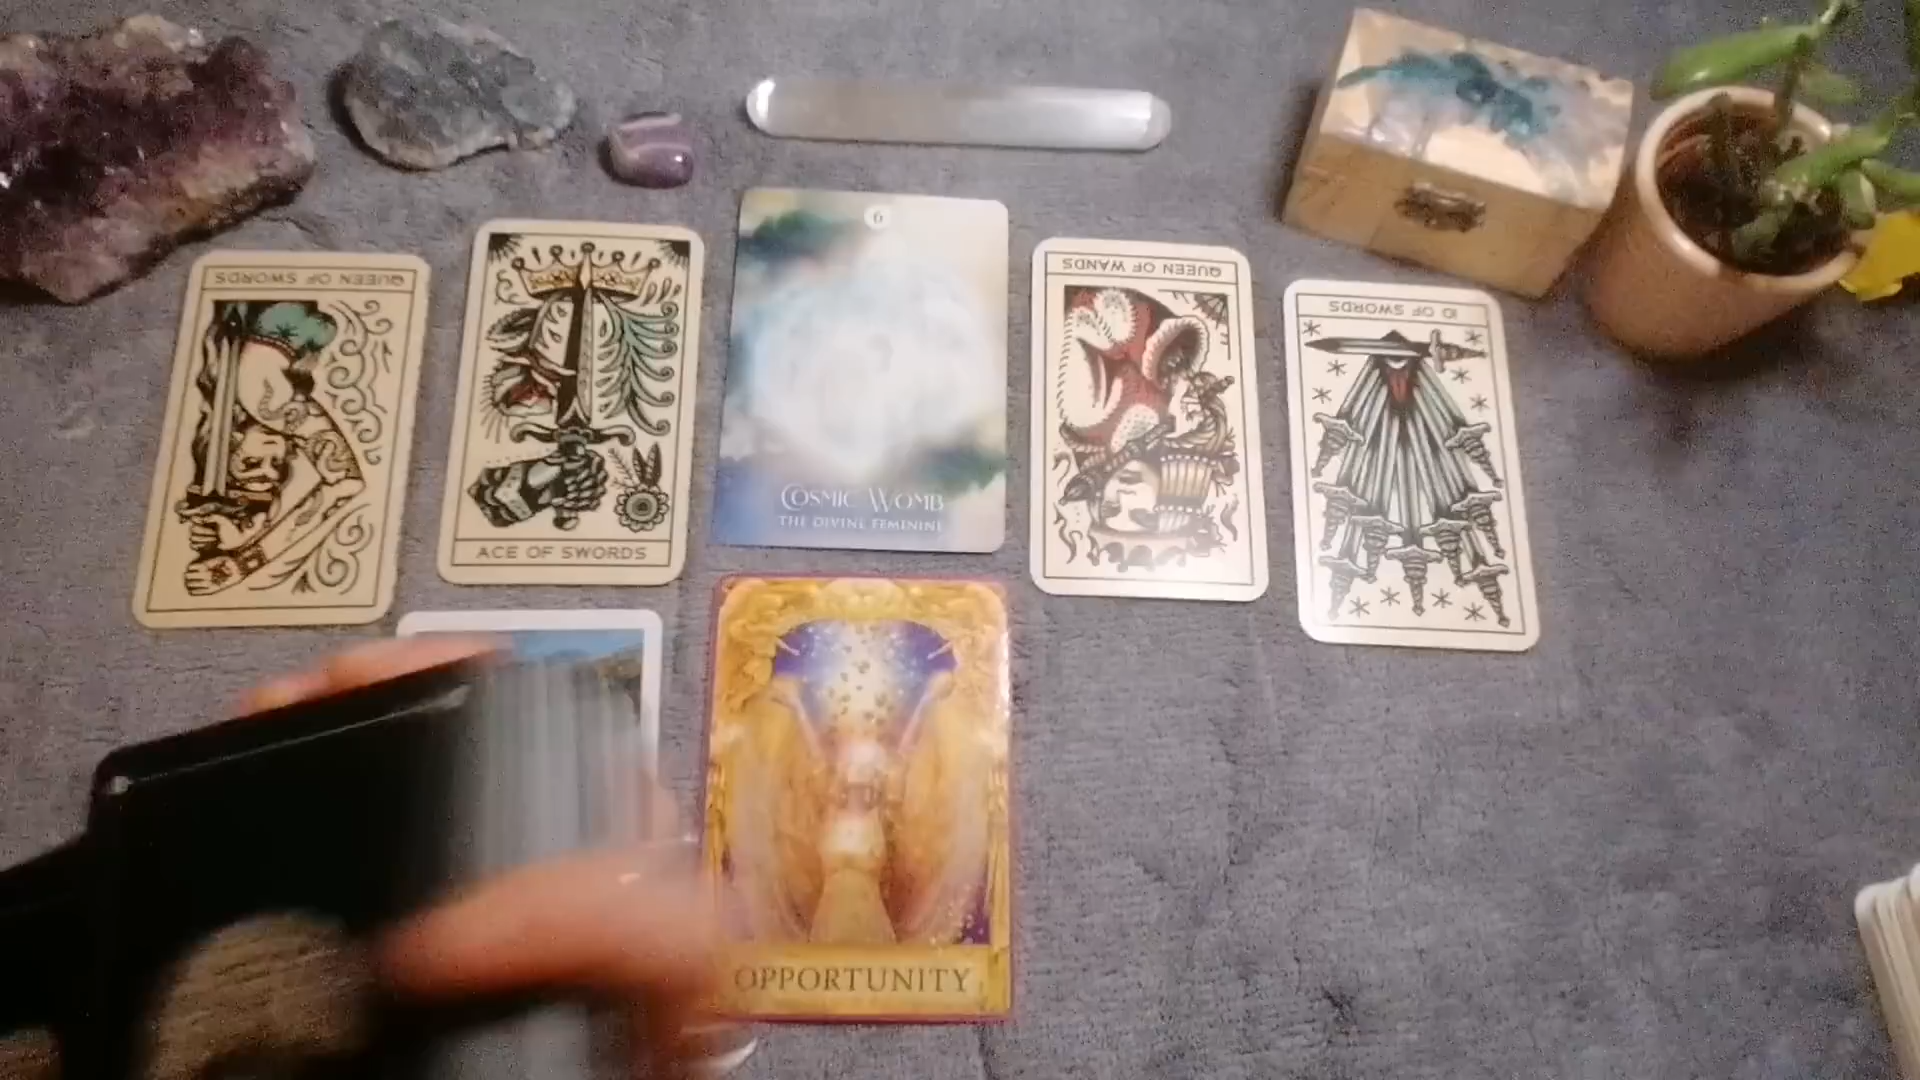 QUEEN OF SWORDS
ACE OF SWORDS
6
COSMIC WOMB
THE DIVINE FEMININE
QUEEN OF WANDS
10 OF SWORDS
OPPORTUNITY